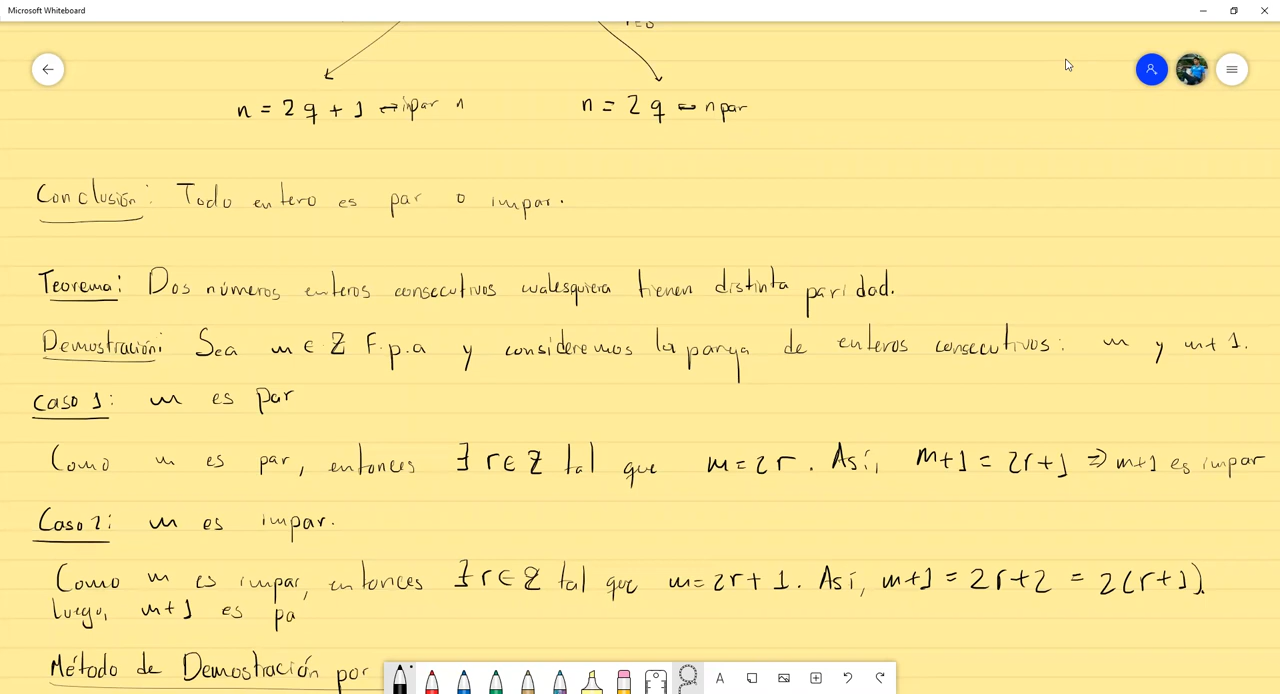 Microsoft Whiteboard
n = 2q + 1 ↔ impar n
n = 2q ↔ n par
Conclusión: Todo entero es par o impar.
Teorema: Dos números enteros consecutivos cualesquiera tienen distinta paridad.
Demostración: Sea m ∈ Z F.p.a y consideremos la pareja de enteros consecutivos: m y m+1.
Caso 1: m es par
Como m es par, entonces ∃ r ∈ Z tal que m = 2r. Así, m+1 = 2r+1 ⇒ m+1 es impar
Caso 2: m es impar.
Como m es impar, entonces ∃ r ∈ Z tal que m = 2r + 1. Así, m+1 = 2r+2 = 2(r+1).
luego, m+1 es pa
Método de Demostración por